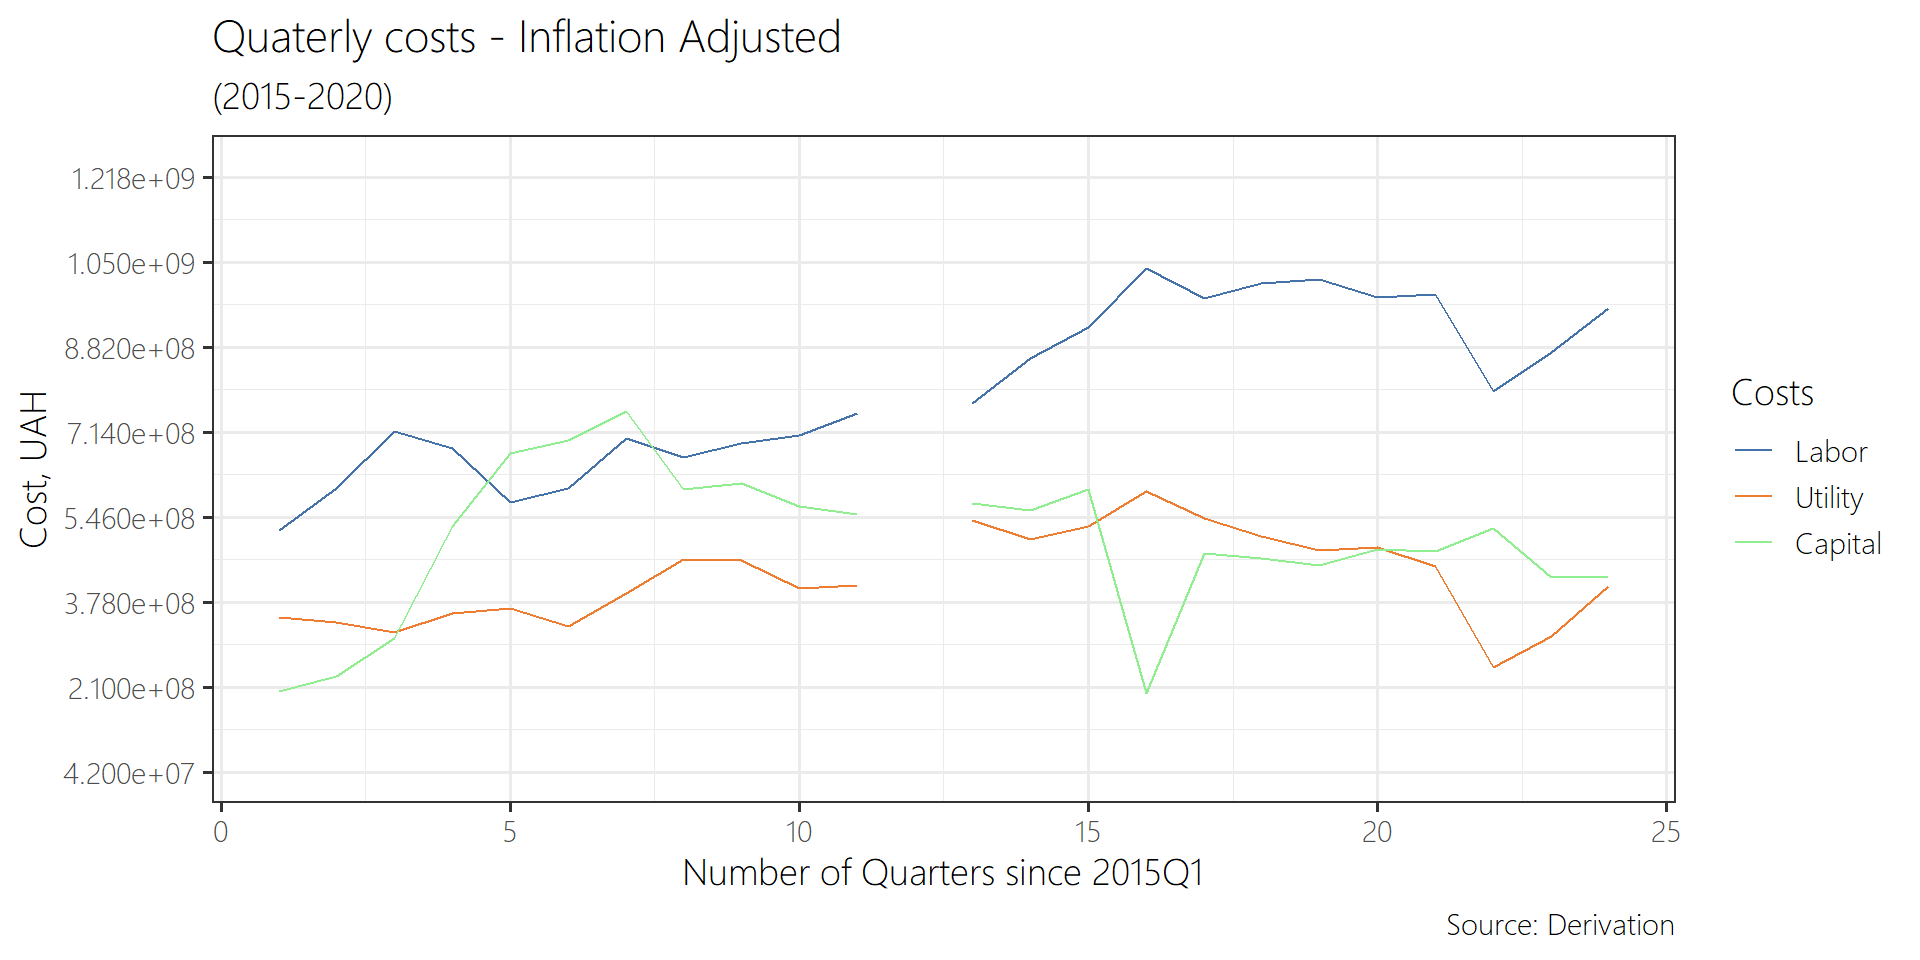 Quaterly costs - Inflation Adjusted
(2015-2020)
Cost, UAH
1.218e+09
1.050e+09
8.820e+08
7.140e+08
5.460e+08
3.780e+08
2.100e+08
4.200e+07
0 5 10 15 20 25
Number of Quarters since 2015Q1
Costs
Labor
Utility
Capital
Source: Derivation